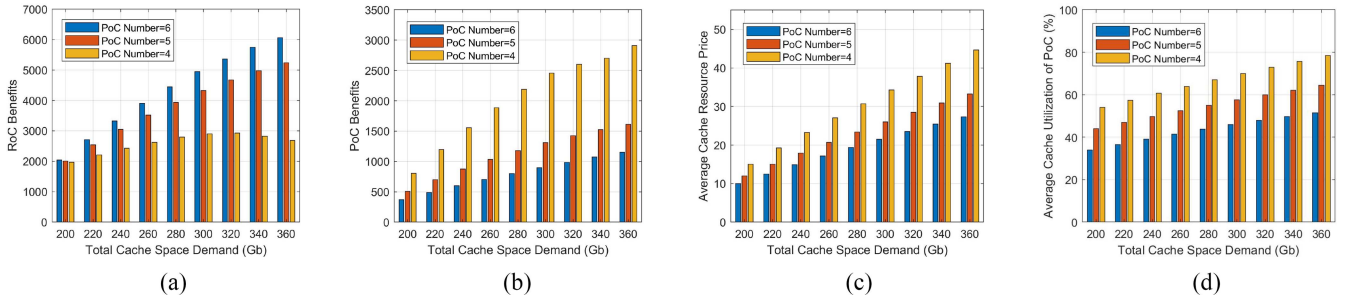 7000
6000
5000
4000
3000
2000
1000
0
RoC Benefits
PoC Number=6
PoC Number=5
PoC Number=4
200 220 240 260 280 300 320 340 360
Total Cache Space Demand (Gb)
(a)
3500
3000
2500
2000
1500
1000
500
0
PoC Benefits
PoC Number=6
PoC Number=5
PoC Number=4
200 220 240 260 280 300 320 340 360
Total Cache Space Demand (Gb)
(b)
50
40
30
20
10
0
Average Cache Resource Price
PoC Number=6
PoC Number=5
PoC Number=4
200 220 240 260 280 300 320 340 360
Total Cache Space Demand (Gb)
(c)
100
80
60
40
20
0
Average Cache Utilization of PoC (%)
PoC Number=6
PoC Number=5
PoC Number=4
200 220 240 260 280 300 320 340 360
Total Cache Space Demand (Gb)
(d)